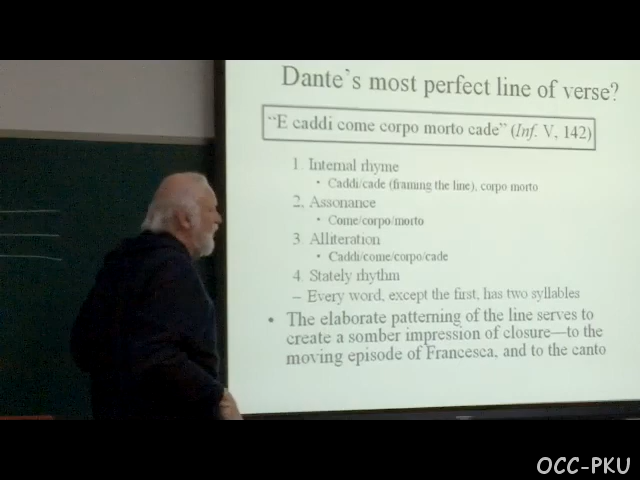 Dante's most perfect line of verse?
“E caddi come corpo morto cade” (Inf. V, 142)
1. Internal rhyme
• Caddi/cade (framing the line), corpo morto
2. Assonance
• Come/corpo/morto
3. Alliteration
• Caddi/come/corpo/cade
4. Stately rhythm
– Every word, except the first, has two syllables
• The elaborate patterning of the line serves to
create a somber impression of closure—to the
moving episode of Francesca, and to the canto
OCC-PKU